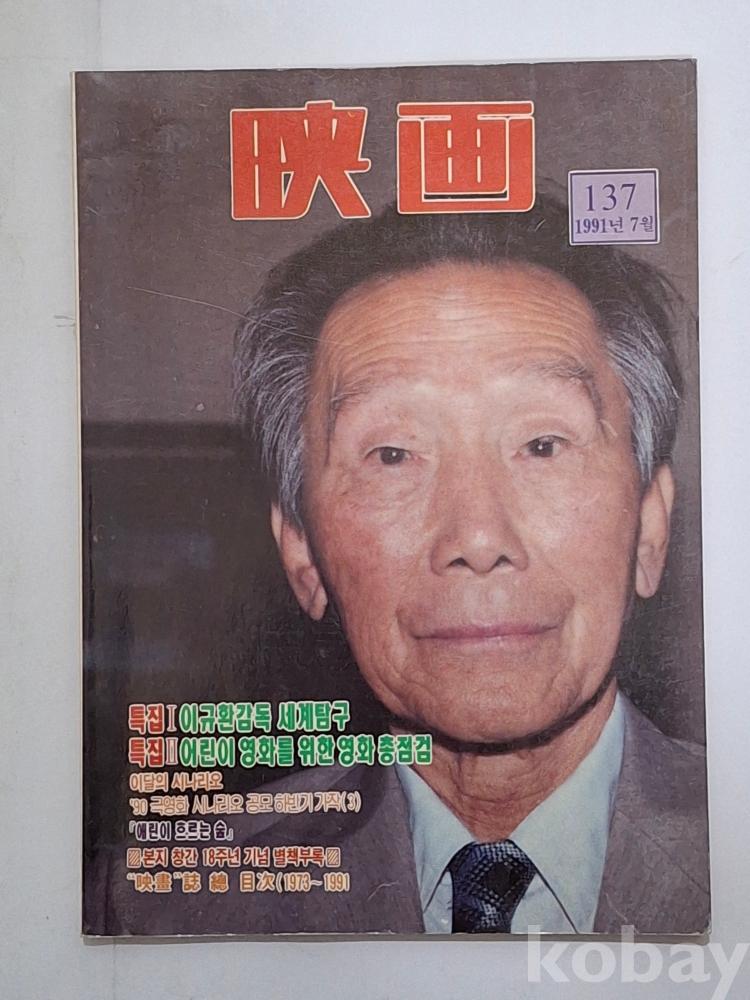 映画
137
1991년 7월
특집 I 이규환감독 세계탐구
특집 II 어린이 영화를 위한 영화 총점검
이달의 시나리오
'90 극영화 시나리오 공모 하반기 가작(3)
『애린이 흐르는 숲』
본지 창간 18주년 기념 별책부록
“映畫”誌 總 目次(1973~1991
kobay